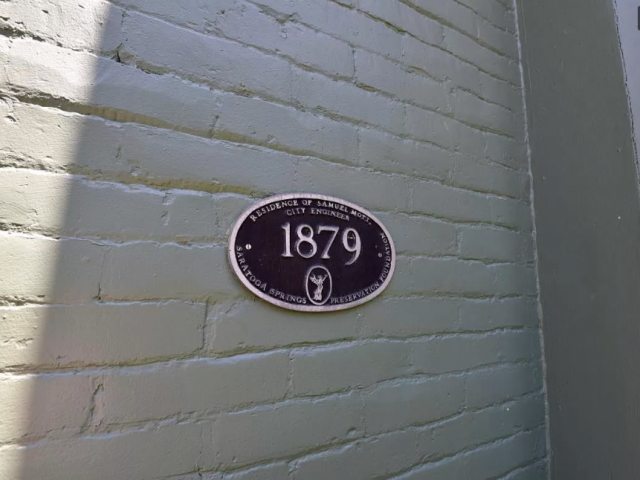 RESIDENCE OF SAMUEL MOTT,
CITY ENGINEER
1879
SARATOGA SPRINGS PRESERVATION FOUNDATION